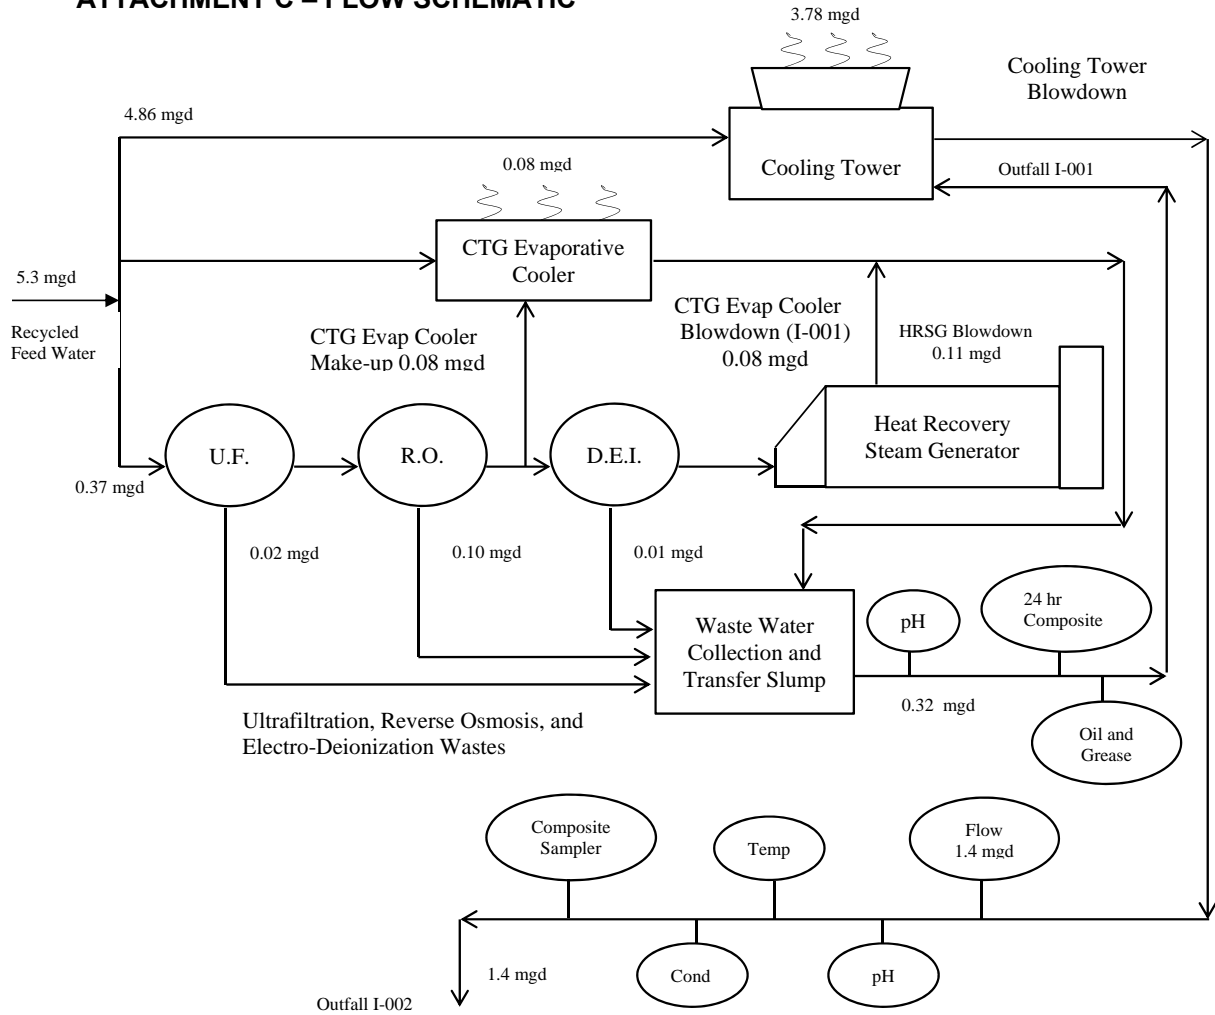 ATTACHMENT C – FLOW SCHEMATIC
3.78 mgd
Cooling Tower
Blowdown
4.86 mgd
Cooling Tower
Outfall I-001
0.08 mgd
CTG Evaporative
Cooler
5.3 mgd
Recycled
Feed Water
CTG Evap Cooler
Make-up 0.08 mgd
CTG Evap Cooler
Blowdown (I-001)
0.08 mgd
HRSG Blowdown
0.11 mgd
U.F.
R.O.
D.E.I.
Heat Recovery
Steam Generator
0.37 mgd
0.02 mgd
0.10 mgd
0.01 mgd
Waste Water
Collection and
Transfer Slump
pH
24 hr
Composite
0.32 mgd
Oil and
Grease
Ultrafiltration, Reverse Osmosis, and
Electro-Deionization Wastes
Composite
Sampler
Temp
Flow
1.4 mgd
Cond
pH
1.4 mgd
Outfall I-002